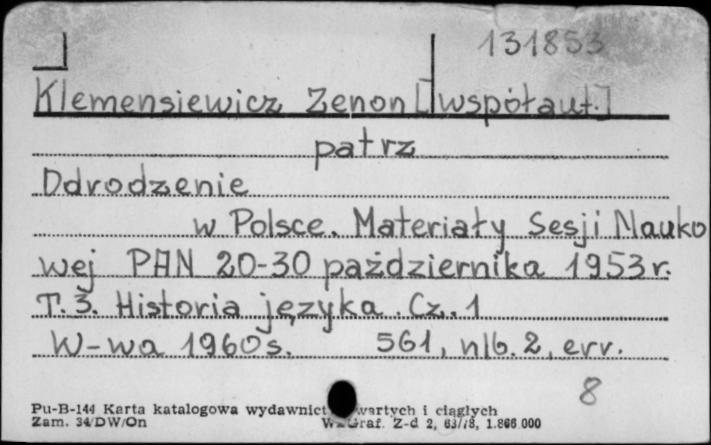 131853
Klemensiewicz Zenon [współaut.]
patrz
Odrodzenie
w Polsce. Materiały Sesji Nauko
wej PAN 20-30 października 1953 r.
T. 3. Historia języka. Cz. 1
W-wa 1960 s. 561, nlb. 2, err.
8
Pu-B-144 Karta katalogowa wydawnict wartych i ciągłych
Zam. 34/DW/On Z-d 2, 1.866.000